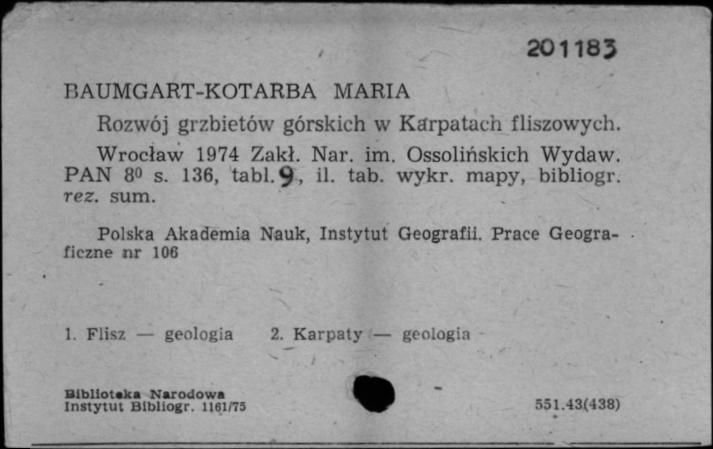 201183
BAUMGART-KOTARBA MARIA
Rozwój grzbietów górskich w Karpatach fliszowych.
Wrocław 1974 Zakł. Nar. im. Ossolińskich Wydaw.
PAN 8⁰ s. 136, tabl. 9, il. tab. wykr. mapy, bibliogr.
rez. sum.
Polska Akademia Nauk, Instytut Geografii. Prace Geogra-
ficzne nr 106
1. Flisz — geologia 2. Karpaty — geologia
Biblioteka Narodowa
Instytut Bibliogr. 1161/75 551.43(438)